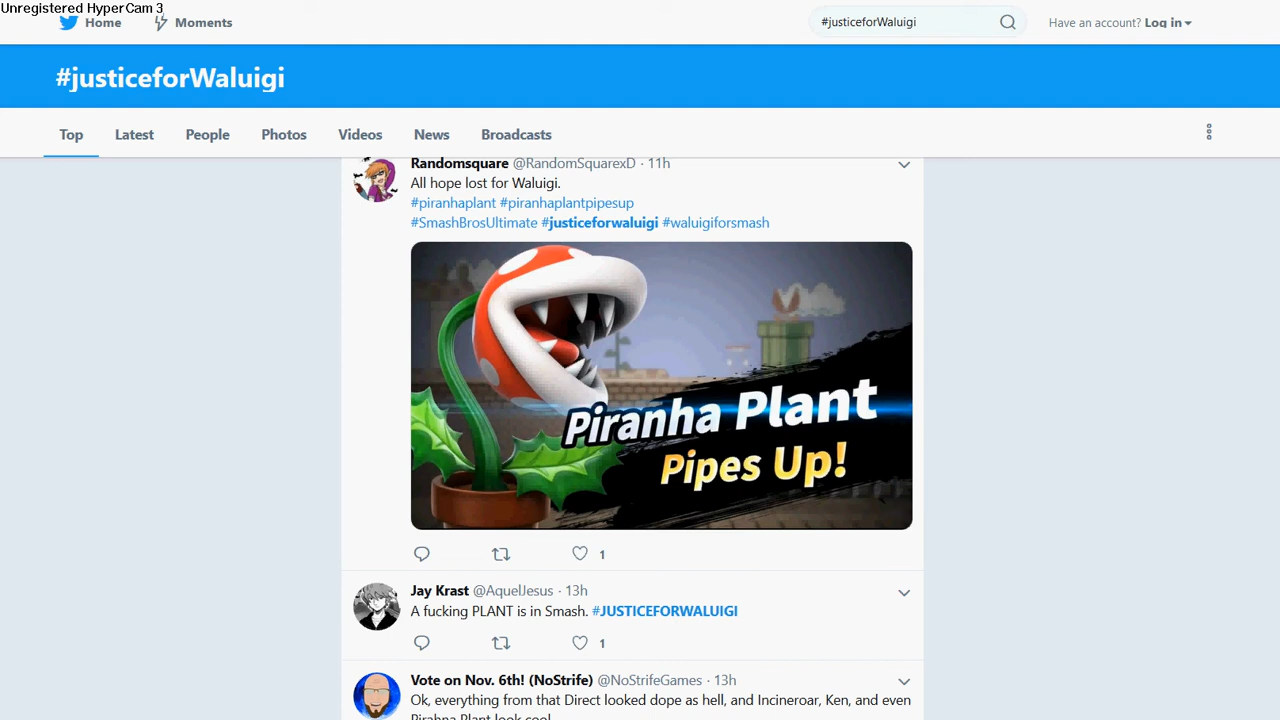 Unregistered HyperCam 3
Home
Moments
#justiceforWaluigi
Have an account? Log in
#justiceforWaluigi
Top
Latest
People
Photos
Videos
News
Broadcasts
Randomsquare @RandomSquarexD · 11h
All hope lost for Waluigi.
#piranhaplant #piranhaplantpipesup
#SmashBrosUltimate #justiceforwaluigi #waluigiforsmash
Piranha Plant
Pipes Up!
1
Jay Krast @AquelJesus · 13h
A fucking PLANT is in Smash. #JUSTICEFORWALUIGI
1
Vote on Nov. 6th! (NoStrife) @NoStrifeGames · 13h
Ok, everything from that Direct looked dope as hell, and Incineroar, Ken, and even
Pirahna Plant look cool